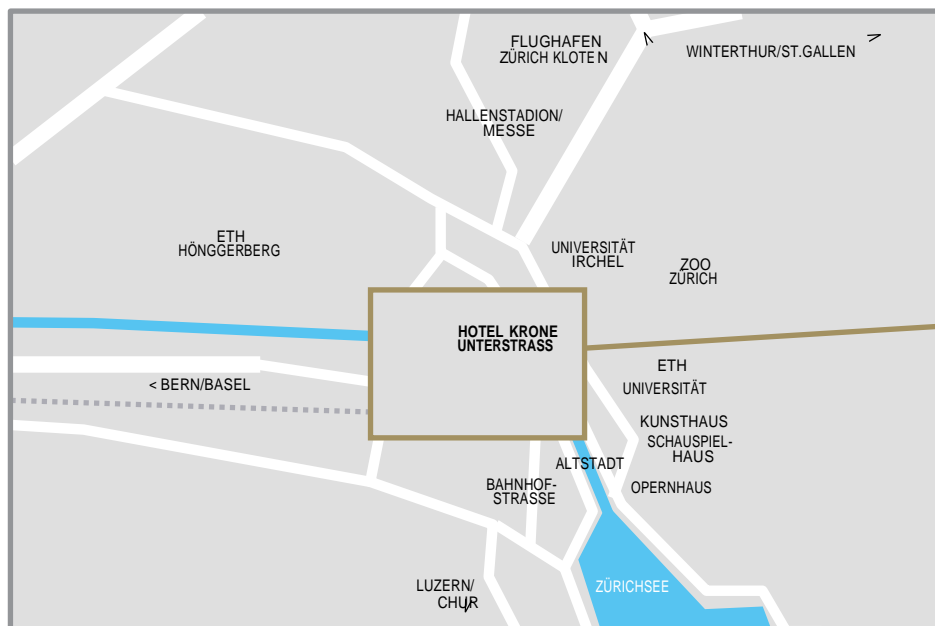 FLUGHAFEN
ZÜRICH KLOTEN
WINTERTHUR/ST.GALLEN >
HALLENSTADION/
MESSE
ETH
HÖNGGERBERG
UNIVERSITÄT
IRCHEL
ZOO
ZÜRICH
HOTEL KRONE
UNTERSTRASS
ETH
UNIVERSITÄT
< BERN/BASEL
KUNSTHAUS
SCHAUSPIEL-
HAUS
ALTSTADT
BAHNHOF-
STRASSE
OPERNHAUS
LUZERN/
CHUR
ZÜRICHSEE